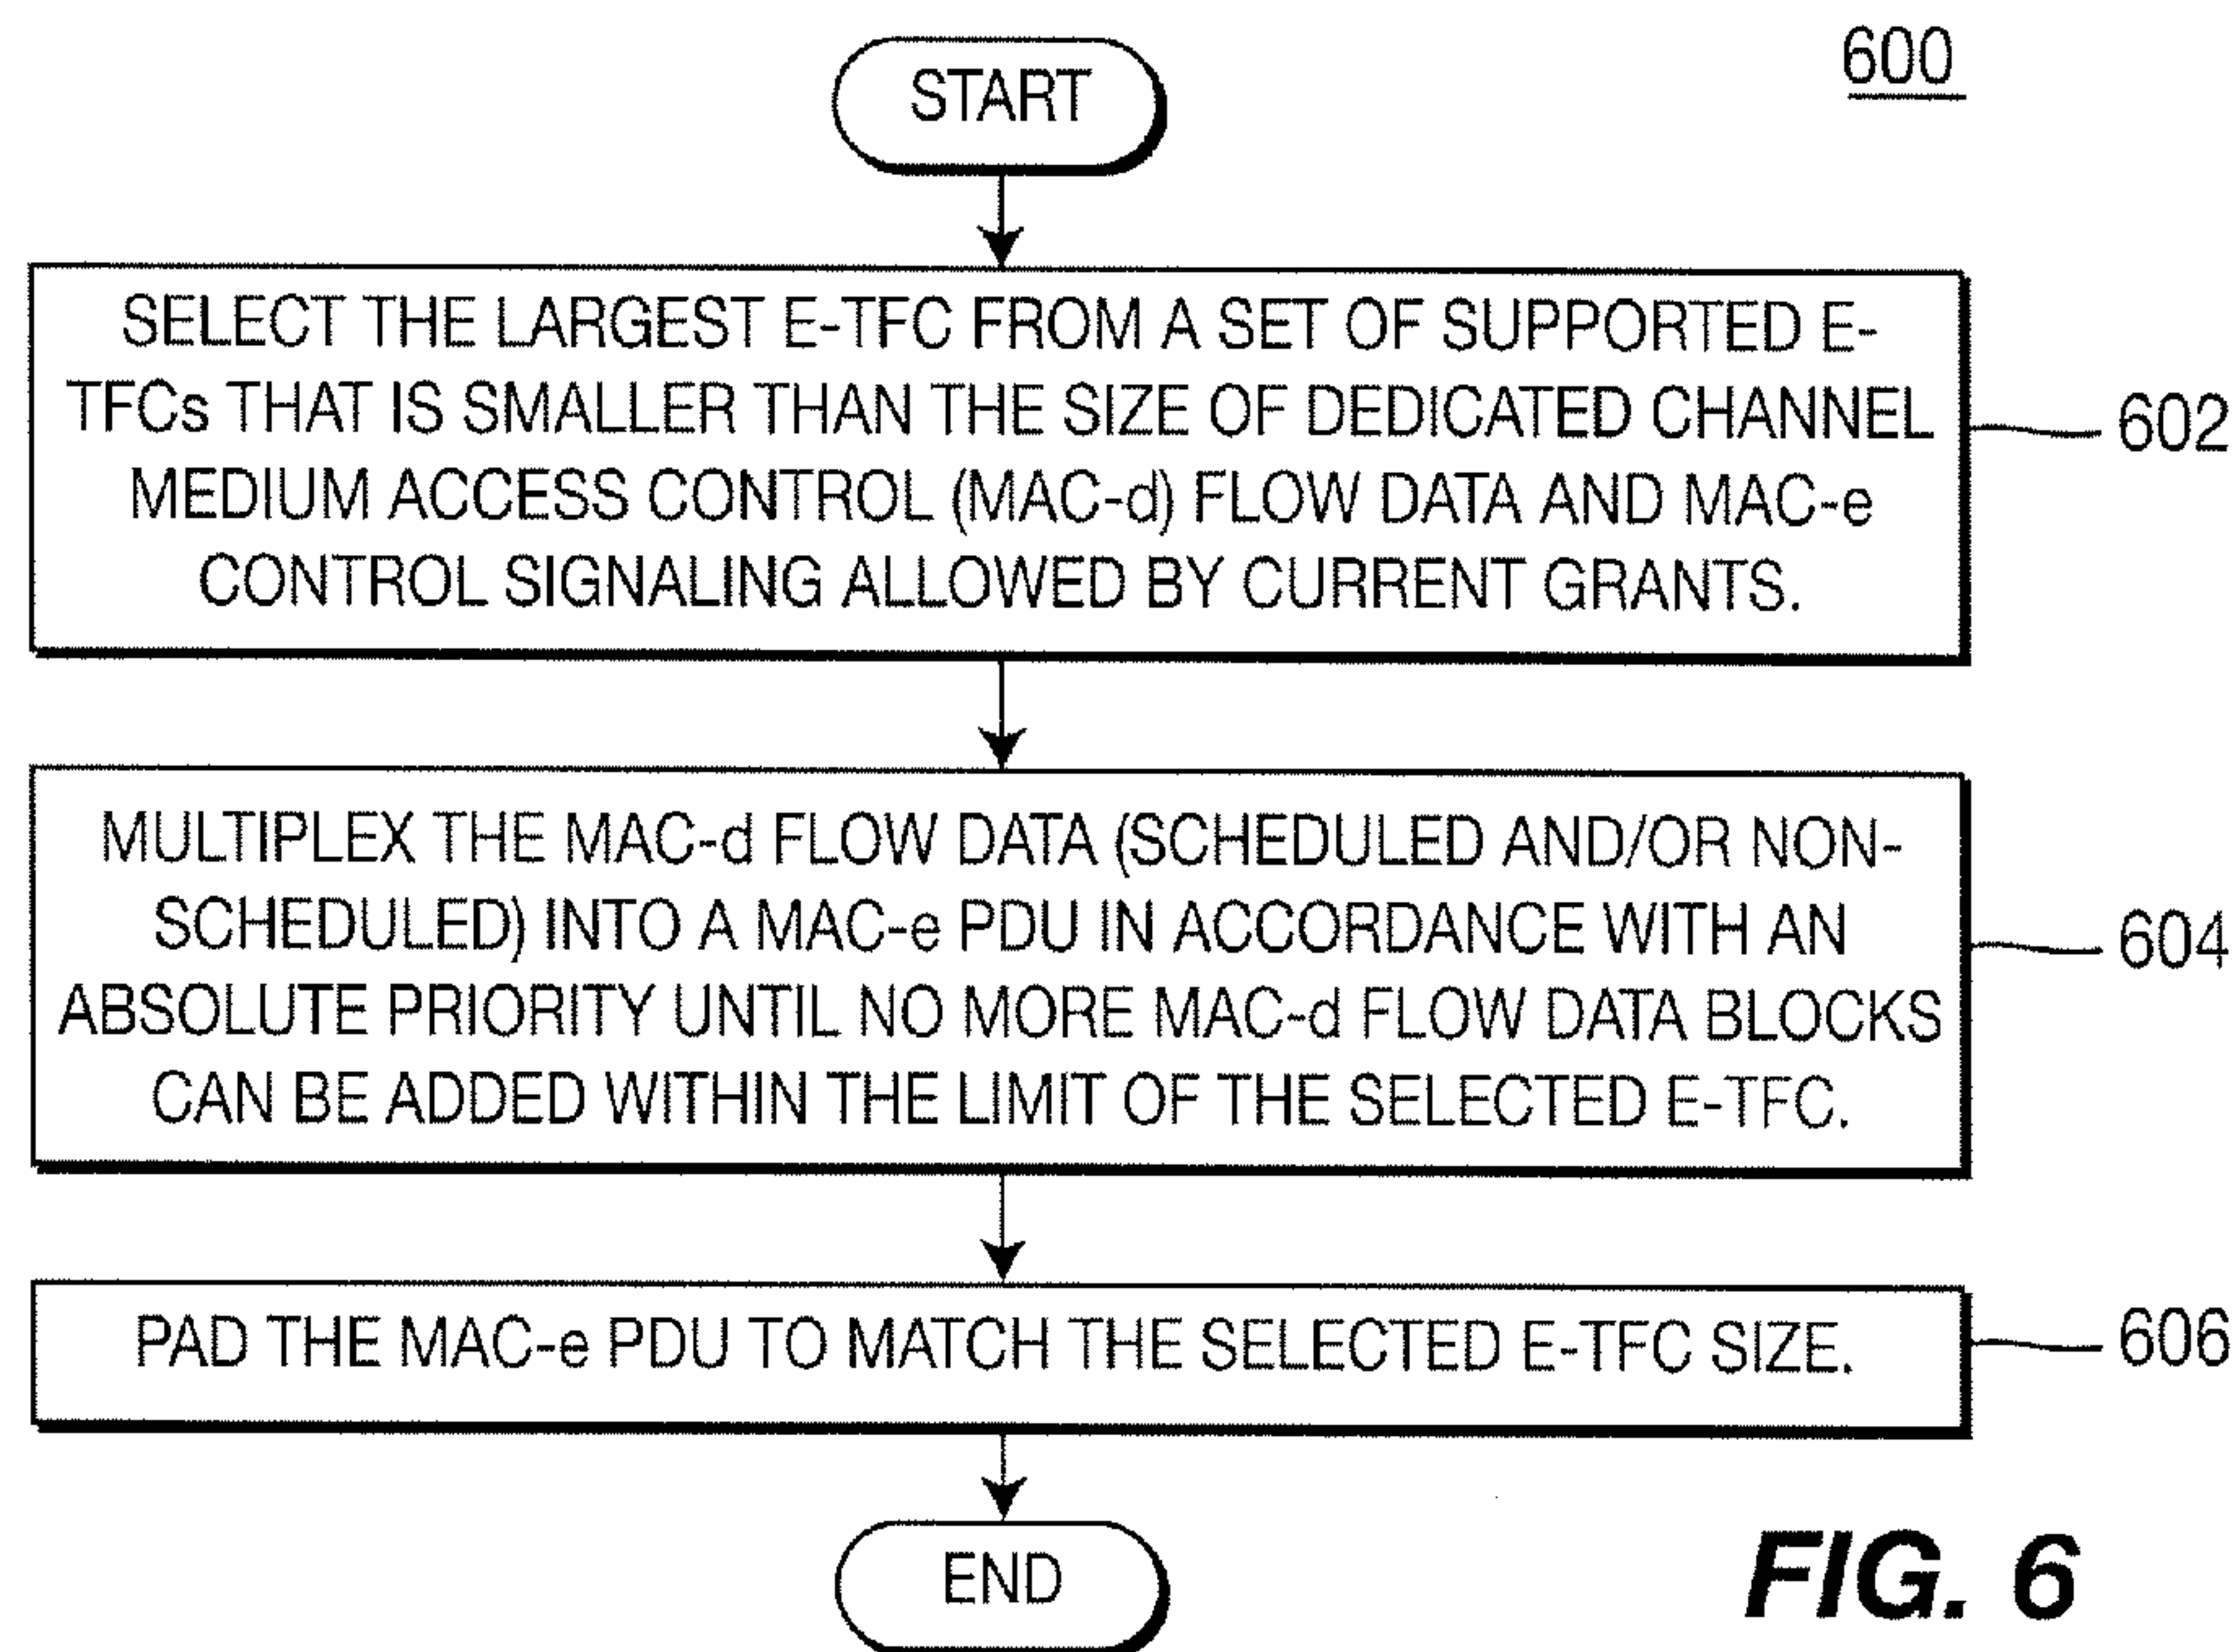 600
START
SELECT THE LARGEST E-TFC FROM A SET OF SUPPORTED E-
TFCs THAT IS SMALLER THAN THE SIZE OF DEDICATED CHANNEL
MEDIUM ACCESS CONTROL (MAC-d) FLOW DATA AND MAC-e
CONTROL SIGNALING ALLOWED BY CURRENT GRANTS.
602
MULTIPLEX THE MAC-d FLOW DATA (SCHEDULED AND/OR NON-
SCHEDULED) INTO A MAC-e PDU IN ACCORDANCE WITH AN
ABSOLUTE PRIORITY UNTIL NO MORE MAC-d FLOW DATA BLOCKS
CAN BE ADDED WITHIN THE LIMIT OF THE SELECTED E-TFC.
604
PAD THE MAC-e PDU TO MATCH THE SELECTED E-TFC SIZE.
606
END
FIG. 6